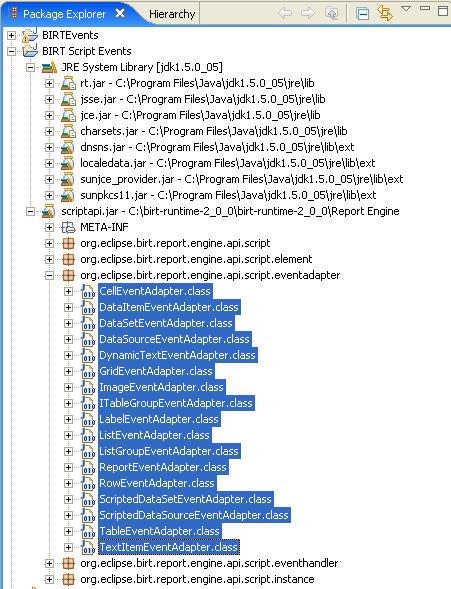 Package Explorer Hierarchy
BIRTEvents
BIRT Script Events
JRE System Library [jdk1.5.0_05]
rt.jar - C:\Program Files\Java\jdk1.5.0_05\jre\lib
jsse.jar - C:\Program Files\Java\jdk1.5.0_05\jre\lib
jce.jar - C:\Program Files\Java\jdk1.5.0_05\jre\lib
charsets.jar - C:\Program Files\Java\jdk1.5.0_05\jre\lib
dnsns.jar - C:\Program Files\Java\jdk1.5.0_05\jre\lib\ext
localedata.jar - C:\Program Files\Java\jdk1.5.0_05\jre\lib\ext
sunjce_provider.jar - C:\Program Files\Java\jdk1.5.0_05\jre\lib\ext
sunpkcs11.jar - C:\Program Files\Java\jdk1.5.0_05\jre\lib\ext
scriptapi.jar - C:\birt-runtime-2_0_0\birt-runtime-2_0_0\Report Engine
META-INF
org.eclipse.birt.report.engine.api.script
org.eclipse.birt.report.engine.api.script.element
org.eclipse.birt.report.engine.api.script.eventadapter
CellEventAdapter.class
DataItemEventAdapter.class
DataSetEventAdapter.class
DataSourceEventAdapter.class
DynamicTextEventAdapter.class
GridEventAdapter.class
ImageEventAdapter.class
ITableGroupEventAdapter.class
LabelEventAdapter.class
ListEventAdapter.class
ListGroupEventAdapter.class
ReportEventAdapter.class
RowEventAdapter.class
ScriptedDataSetEventAdapter.class
ScriptedDataSourceEventAdapter.class
TableEventAdapter.class
TextItemEventAdapter.class
org.eclipse.birt.report.engine.api.script.eventhandler
org.eclipse.birt.report.engine.api.script.instance